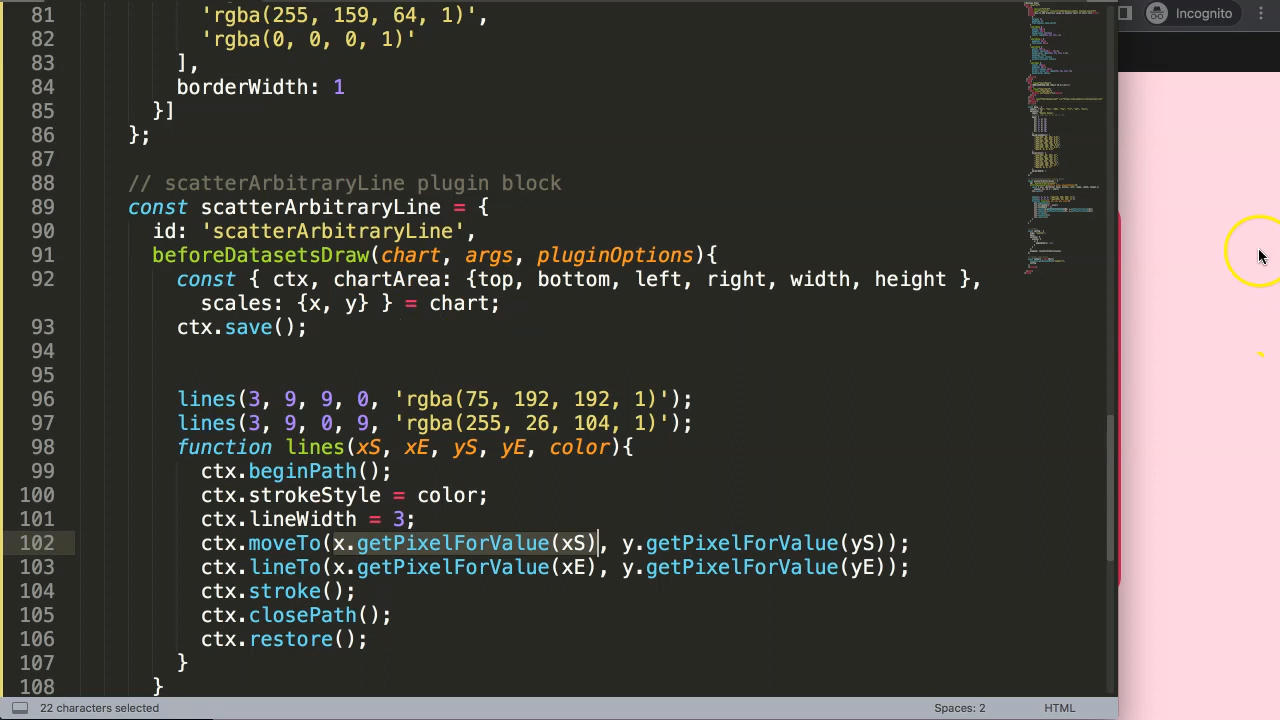 Incognito
81 'rgba(255, 159, 64, 1)',
82 'rgba(0, 0, 0, 1)'
83 ],
84 borderWidth: 1
85 }]
86 };
87
88 // scatterArbitraryLine plugin block
89 const scatterArbitraryLine = {
90 id: 'scatterArbitraryLine',
91 beforeDatasetsDraw(chart, args, pluginOptions){
92 const { ctx, chartArea: {top, bottom, left, right, width, height },
scales: {x, y} } = chart;
93 ctx.save();
94
95
96 lines(3, 9, 9, 0, 'rgba(75, 192, 192, 1)');
97 lines(3, 9, 0, 9, 'rgba(255, 26, 104, 1)');
98 function lines(xS, xE, yS, yE, color){
99 ctx.beginPath();
100 ctx.strokeStyle = color;
101 ctx.lineWidth = 3;
102 ctx.moveTo(x.getPixelForValue(xS), y.getPixelForValue(yS));
103 ctx.lineTo(x.getPixelForValue(xE), y.getPixelForValue(yE));
104 ctx.stroke();
105 ctx.closePath();
106 ctx.restore();
107 }
108 }
22 characters selected
Spaces: 2
HTML